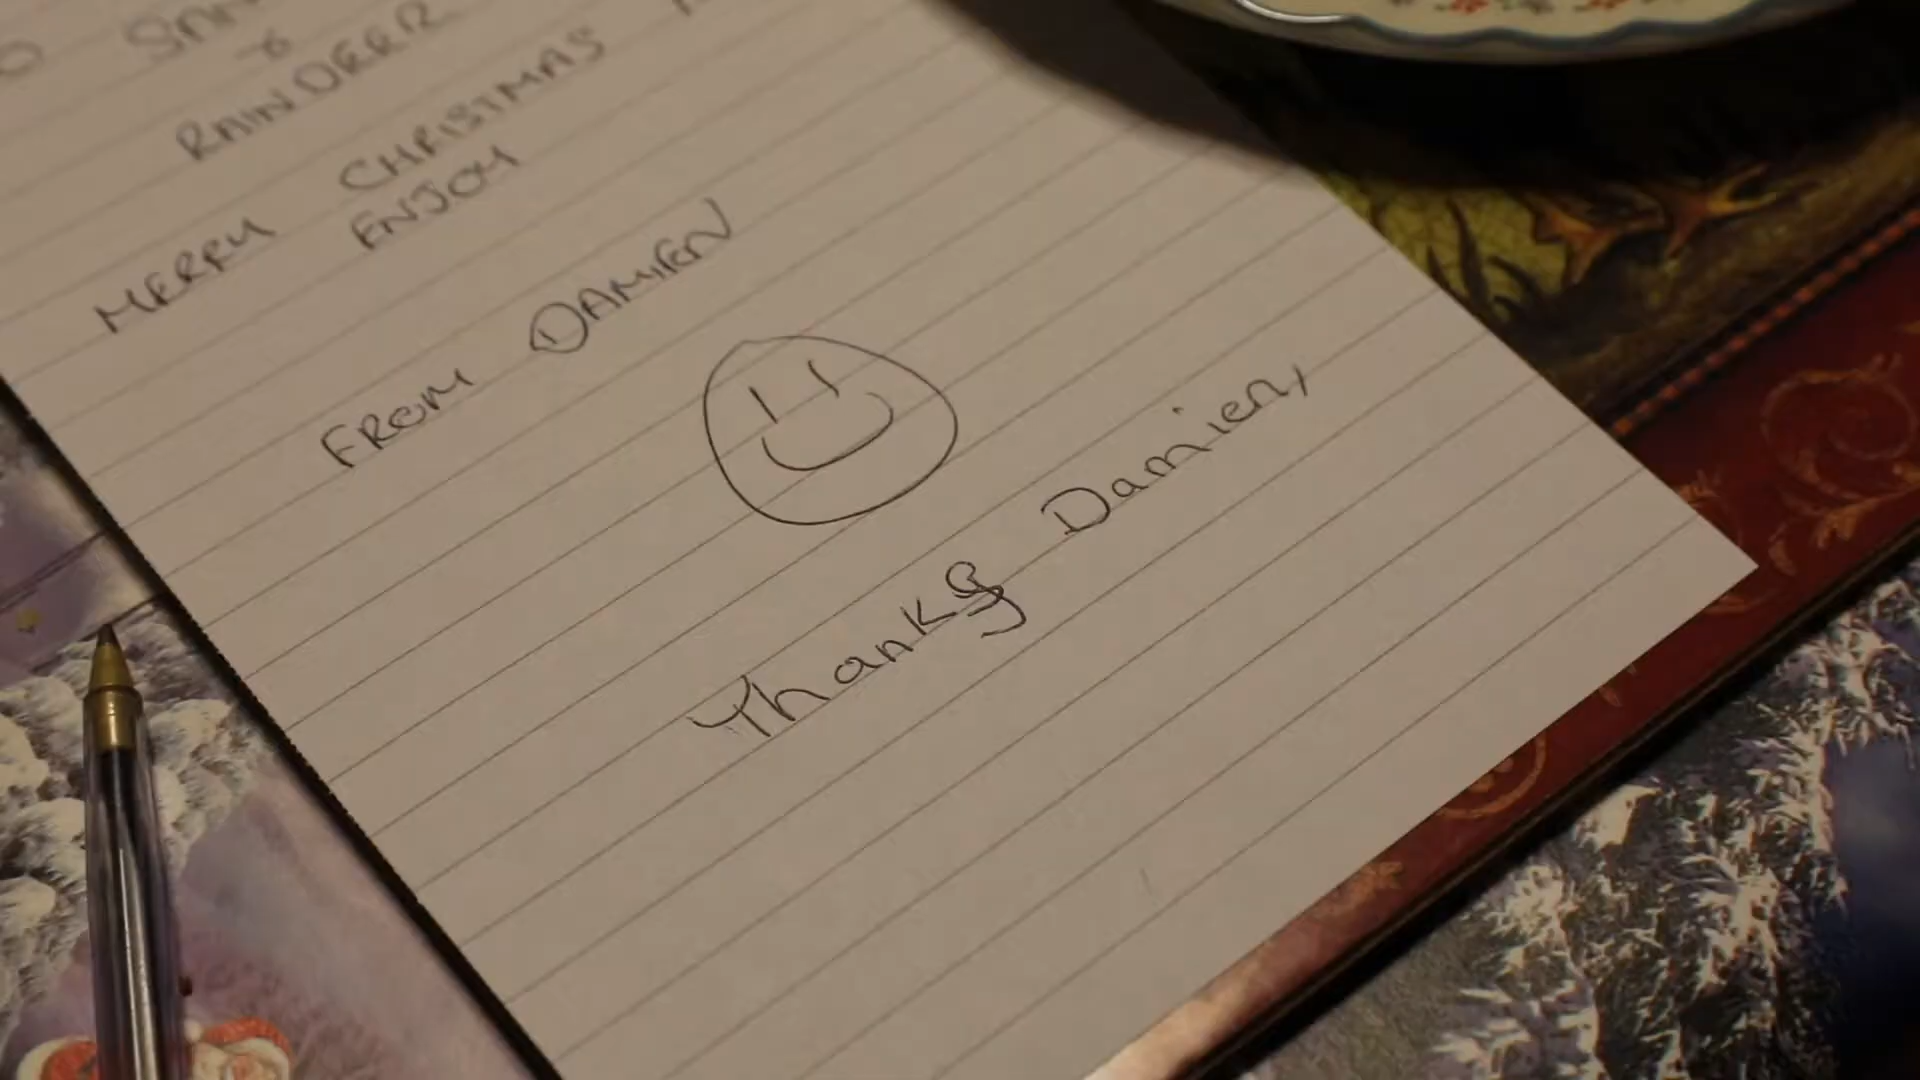 &
RAINDEER
MERRY CHRISTMAS
ENJOY
FROM DAMIEN
Thanks Damien,